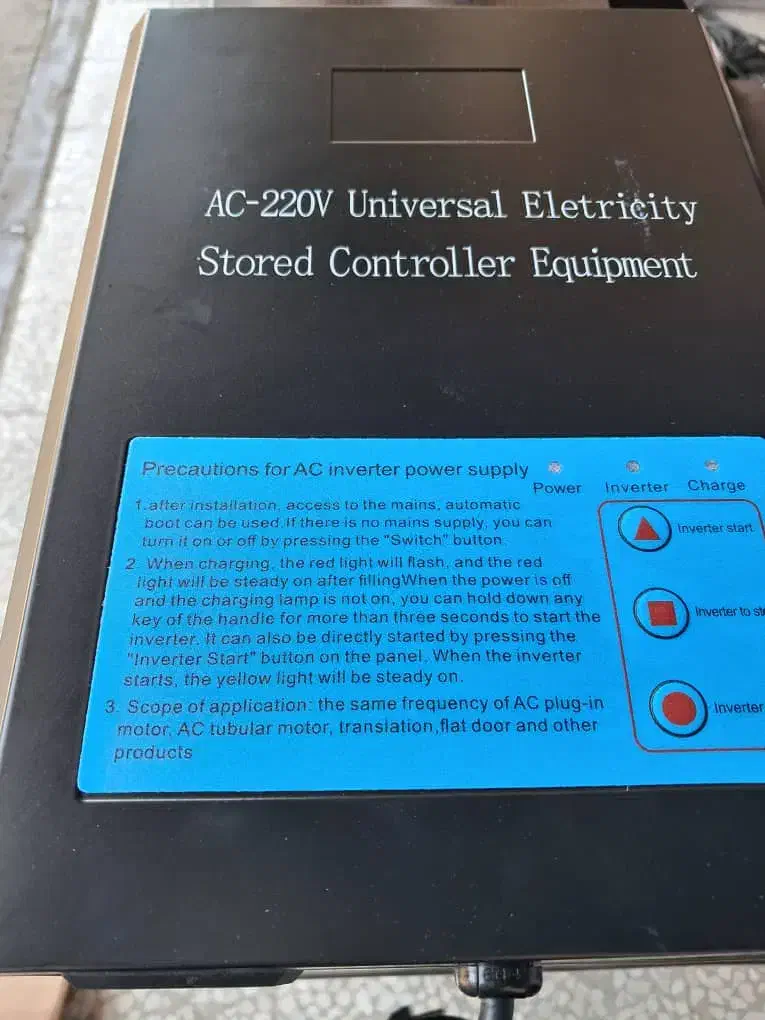 AC-220V Universal Eletricity
Stored Controller Equipment
Precautions for AC inverter power supply
Power Inverter Charge
1.after installation, access to the mains, automatic
boot can be used.If there is no mains supply, you can
turn it on or off by pressing the "Switch" button.
2. When charging, the red light will flash, and the red
light will be steady on after fillingWhen the power is off
and the charging lamp is not on, you can hold down any
key of the handle for more than three seconds to start the
inverter. It can also be directly started by pressing the
"Inverter Start" button on the panel. When the inverter
starts, the yellow light will be steady on.
3. Scope of application: the same frequency of AC plug-in
motor, AC tubular motor, translation,flat door and other
products
Inverter start
Inverter to
Inverter